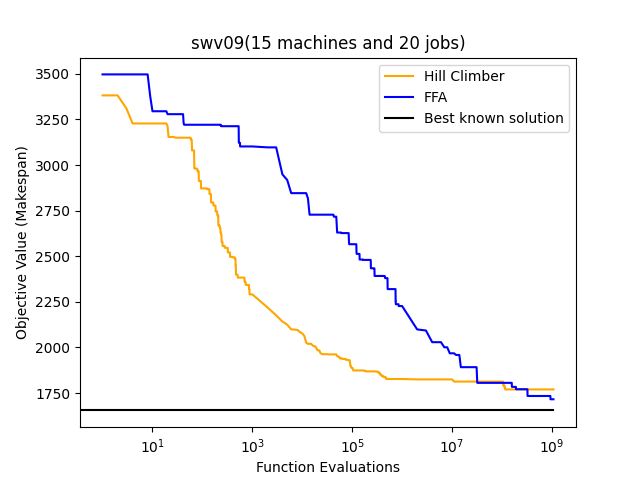 swv09(15 machines and 20 jobs)
Hill Climber
FFA
Best known solution
Objective Value (Makespan)
3500
3250
3000
2750
2500
2250
2000
1750
10^1 10^3 10^5 10^7 10^9
Function Evaluations